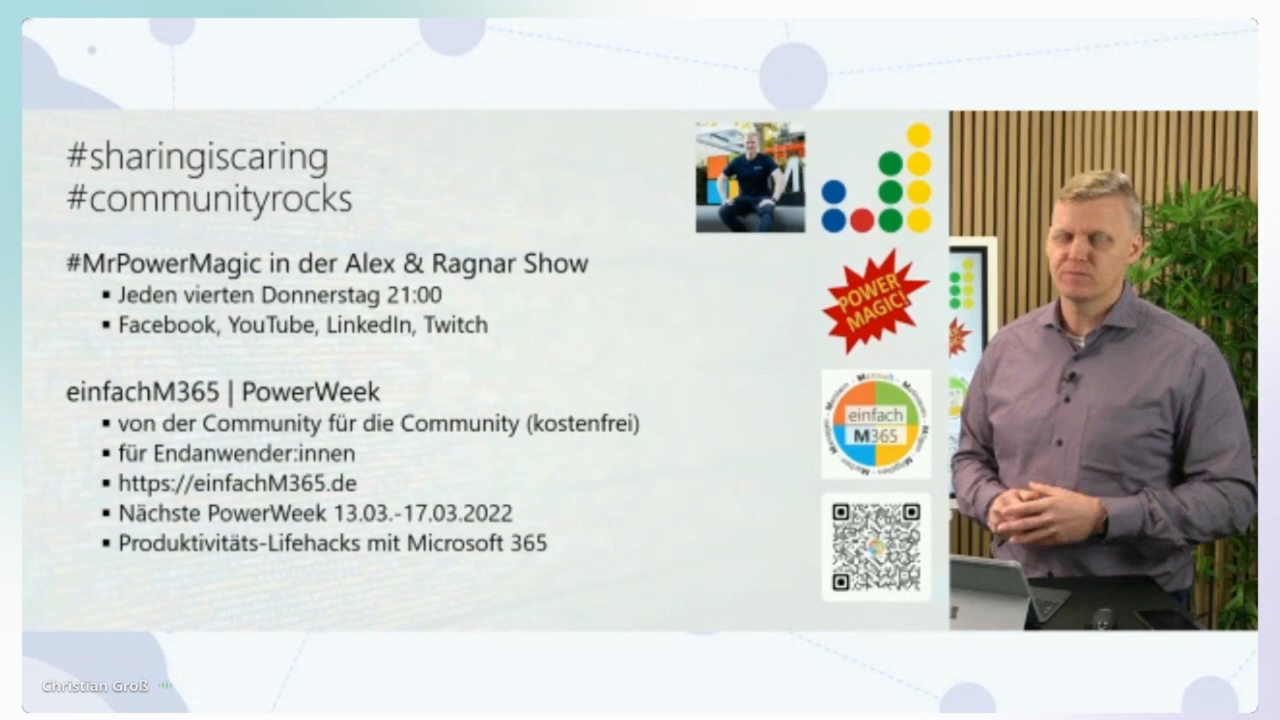 #sharingiscaring
#communityrocks
#MrPowerMagic in der Alex & Ragnar Show
▪ Jeden vierten Donnerstag 21:00
▪ Facebook, YouTube, LinkedIn, Twitch
einfachM365 | PowerWeek
▪ von der Community für die Community (kostenfrei)
▪ für Endanwender:innen
▪ https://einfachM365.de
▪ Nächste PowerWeek 13.03.-17.03.2022
▪ Produktivitäts-Lifehacks mit Microsoft 365
POWER
MAGIC!
einfach
M365
Christian Groß